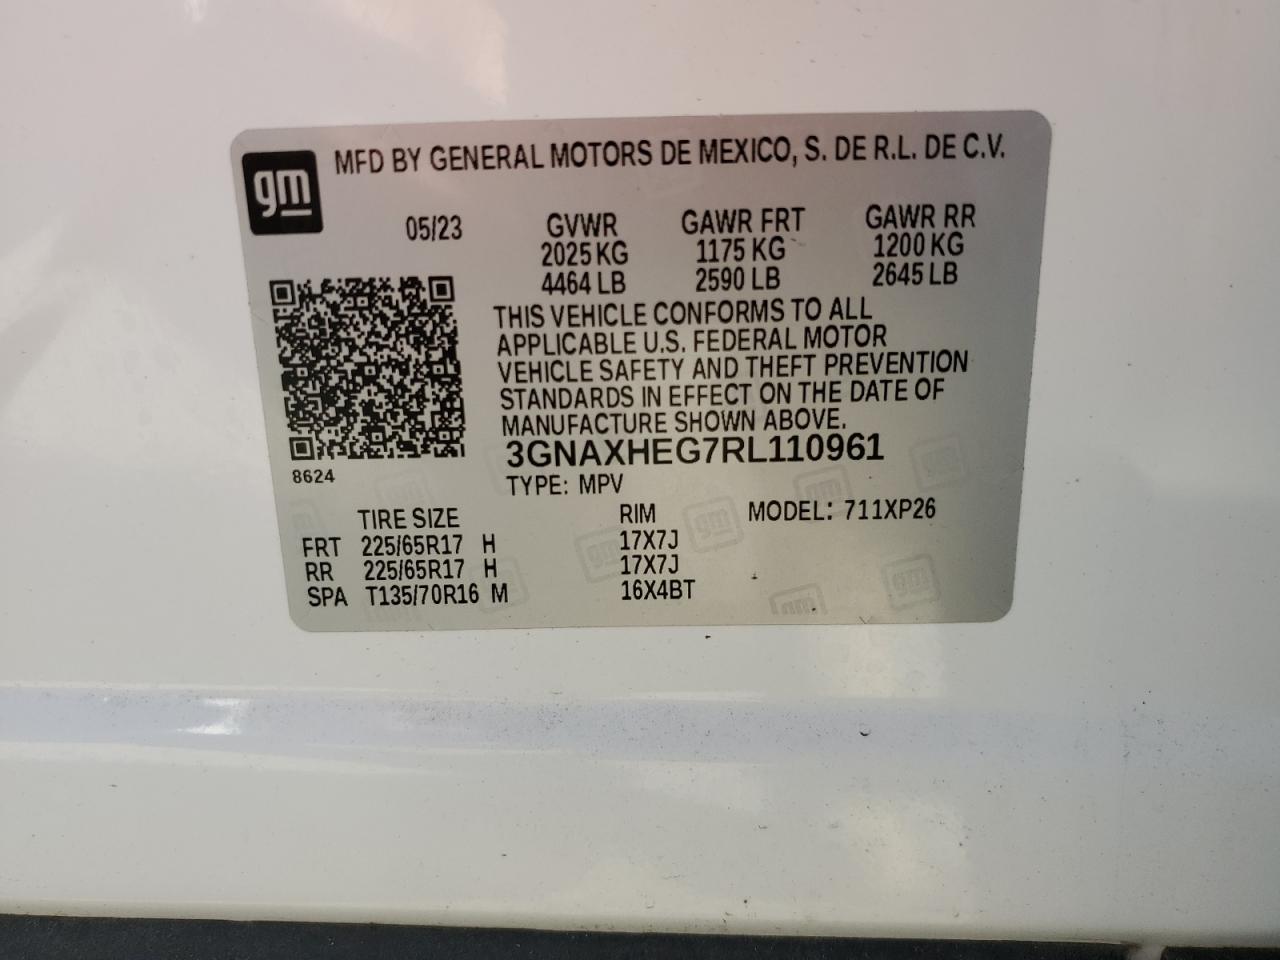 gm
MFD BY GENERAL MOTORS DE MEXICO, S. DE R.L. DE C.V.
05/23 GVWR GAWR FRT GAWR RR
2025 KG 1175 KG 1200 KG
4464 LB 2590 LB 2645 LB
THIS VEHICLE CONFORMS TO ALL
APPLICABLE U.S. FEDERAL MOTOR
VEHICLE SAFETY AND THEFT PREVENTION
STANDARDS IN EFFECT ON THE DATE OF
MANUFACTURE SHOWN ABOVE.
3GNAXHEG7RL110961
8624
TYPE: MPV
TIRE SIZE RIM MODEL: 711XP26
FRT 225/65R17 H 17X7J
RR 225/65R17 H 17X7J
SPA T135/70R16 M 16X4BT